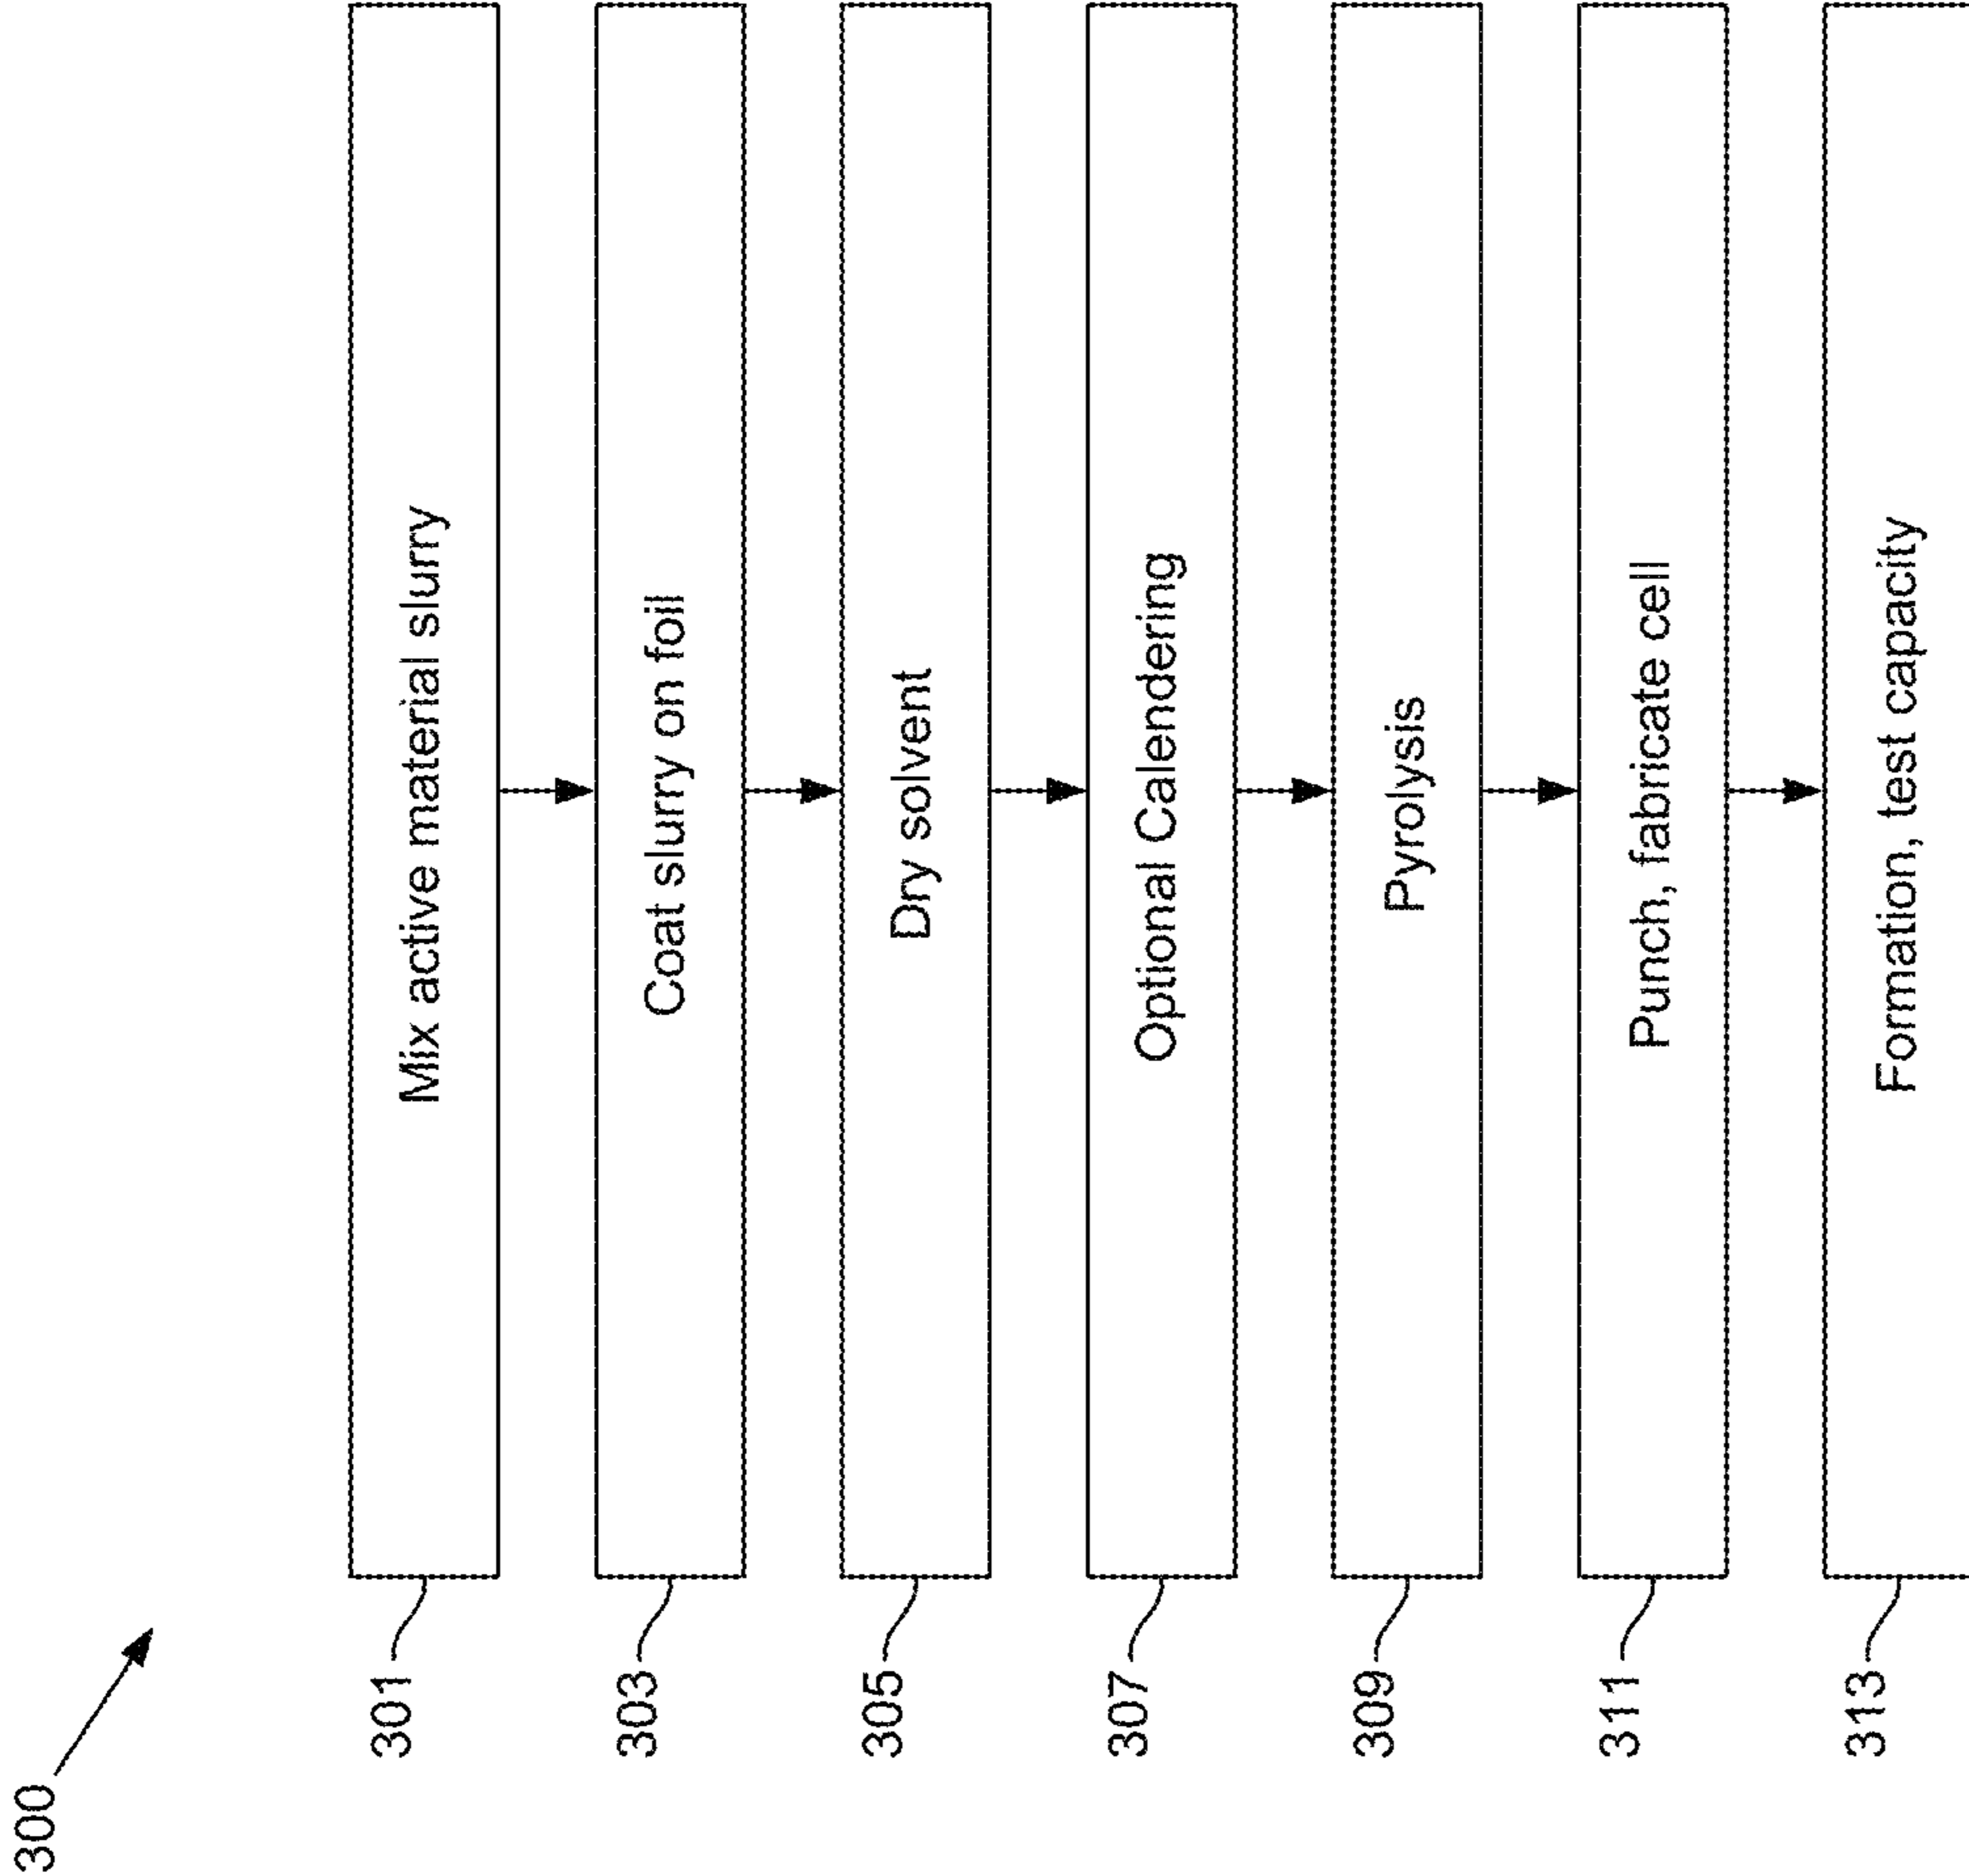 300
301
Mix active material slurry
303
Coat slurry on foil
305
Dry solvent
307
Optional Calendering
309
Pyrolysis
311
Punch, fabricate cell
313
Formation, test capacity